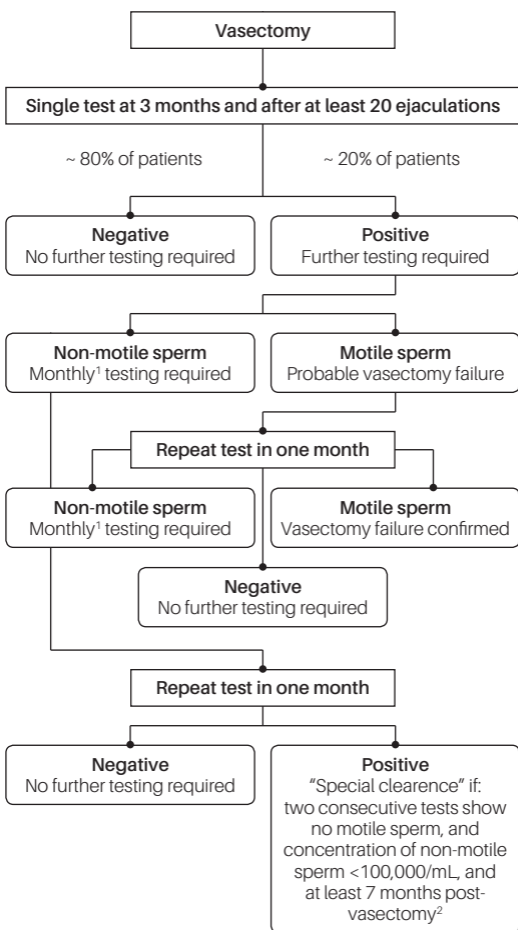 Vasectomy
Single test at 3 months and after at least 20 ejaculations
~ 80% of patients
~ 20% of patients
Negative
No further testing required
Positive
Further testing required
Non-motile sperm
Monthly¹ testing required
Motile sperm
Probable vasectomy failure
Repeat test in one month
Non-motile sperm
Monthly¹ testing required
Motile sperm
Vasectomy failure confirmed
Negative
No further testing required
Repeat test in one month
Negative
No further testing required
Positive
"Special clearence" if:
two consecutive tests show
no motile sperm, and
concentration of non-motile
sperm <100,000/mL, and
at least 7 months post-
vasectomy²